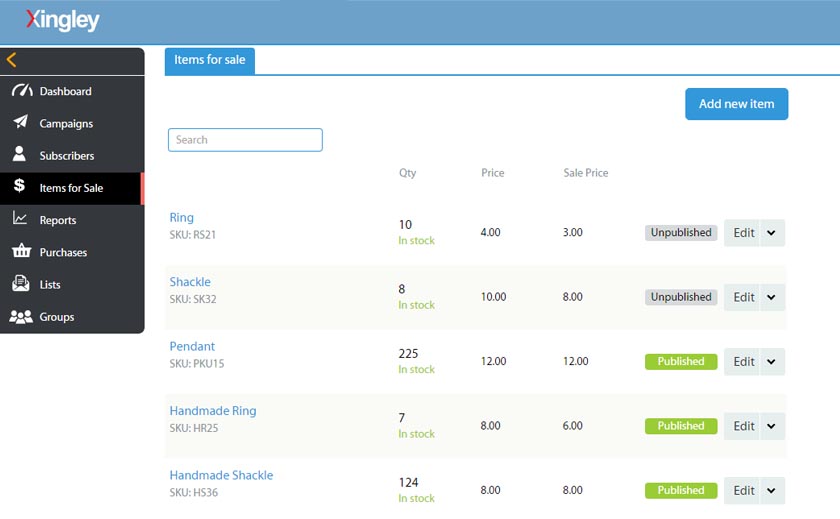 Xingley
Items for sale
Dashboard
Campaigns
Subscribers
$ Items for Sale
Reports
Purchases
Lists
Groups
Add new item
Search
Qty Price Sale Price
Ring
SKU: RS21
10
In stock
4.00 3.00 Unpublished Edit
Shackle
SKU: SK32
8
In stock
10.00 8.00 Unpublished Edit
Pendant
SKU: PKU15
225
In stock
12.00 12.00 Published Edit
Handmade Ring
SKU: HR25
7
In stock
8.00 6.00 Published Edit
Handmade Shackle
SKU: HS36
124
In stock
8.00 8.00 Published Edit